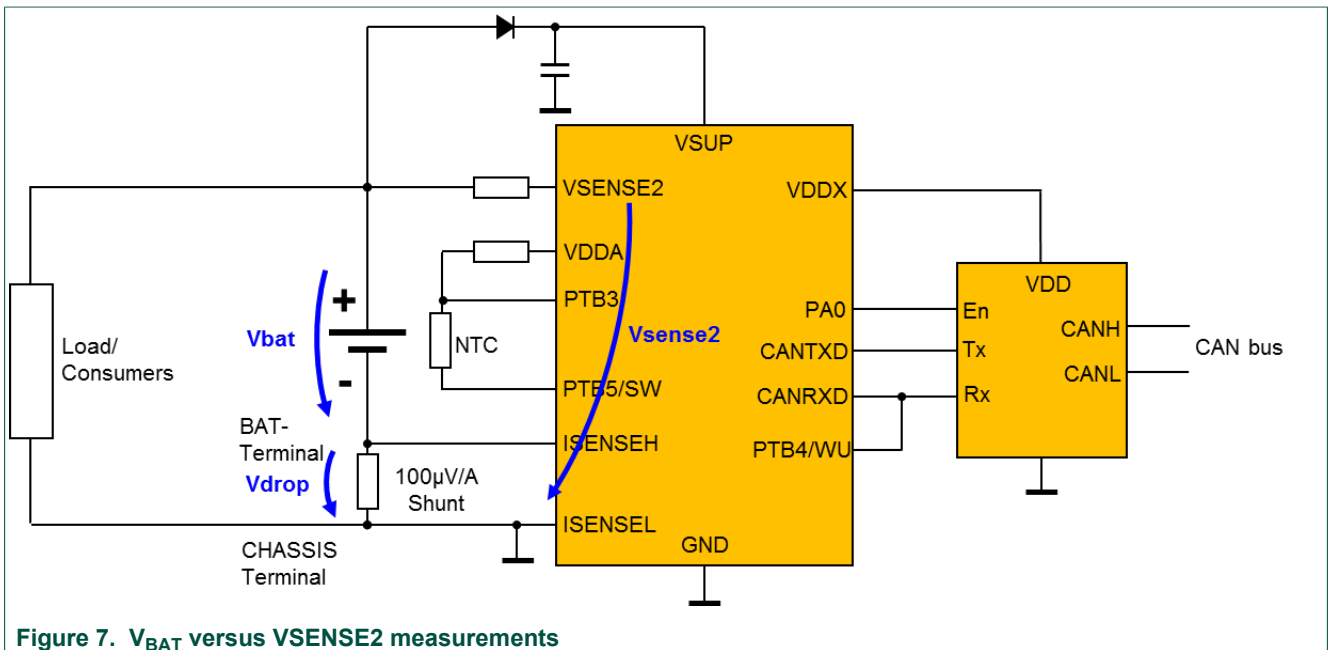 VSUP
VSENSE2
VDDX
VDDA
VDD
+
PTB3
PA0
En
Vbat
Vsense2
CANH
Load/
Consumers
NTC
CANTXD
Tx
CAN bus
CANL
-
PTB5/SW
CANRXD
Rx
BAT-
Terminal
ISENSEH
PTB4/WU
Vdrop
100µV/A
Shunt
ISENSEL
CHASSIS
Terminal
GND
Figure 7. VBAT versus VSENSE2 measurements